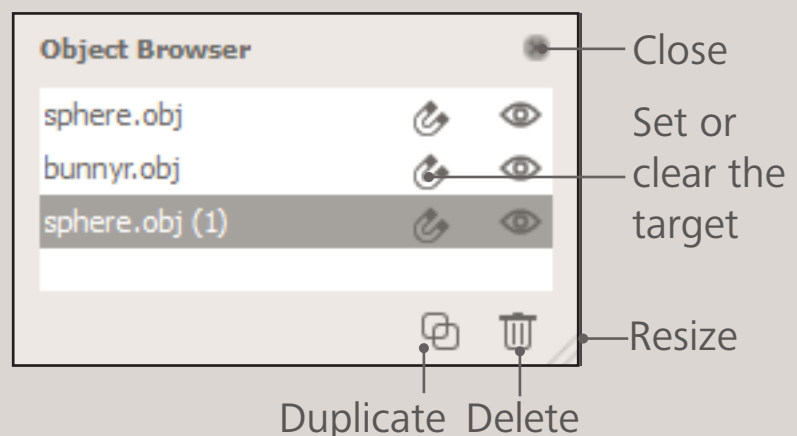 Object Browser
Close
sphere.obj
bunnyr.obj
sphere.obj (1)
Set or
clear the
target
Resize
Duplicate
Delete